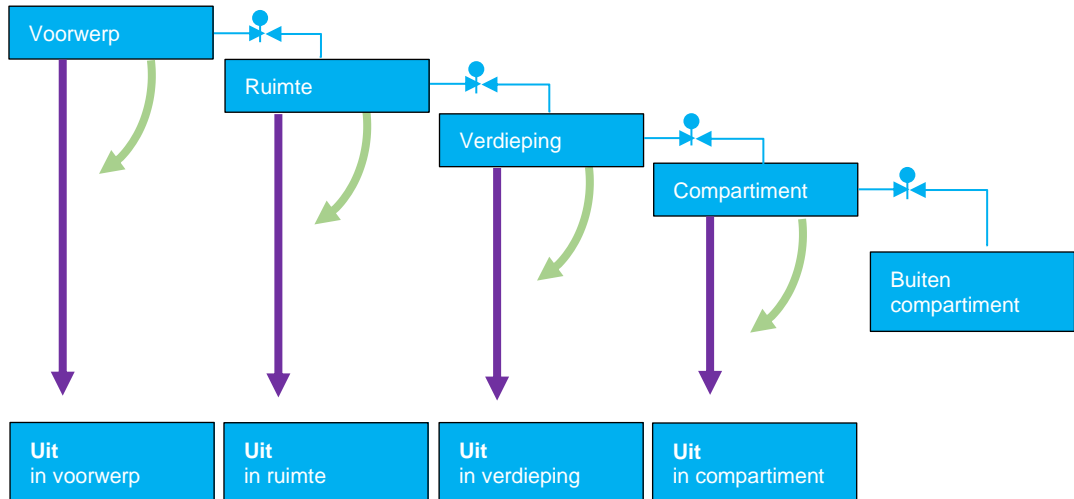 Voorwerp
Ruimte
Verdieping
Compartiment
Buiten
compartiment
Uit
in voorwerp
Uit
in ruimte
Uit
in verdieping
Uit
in compartiment